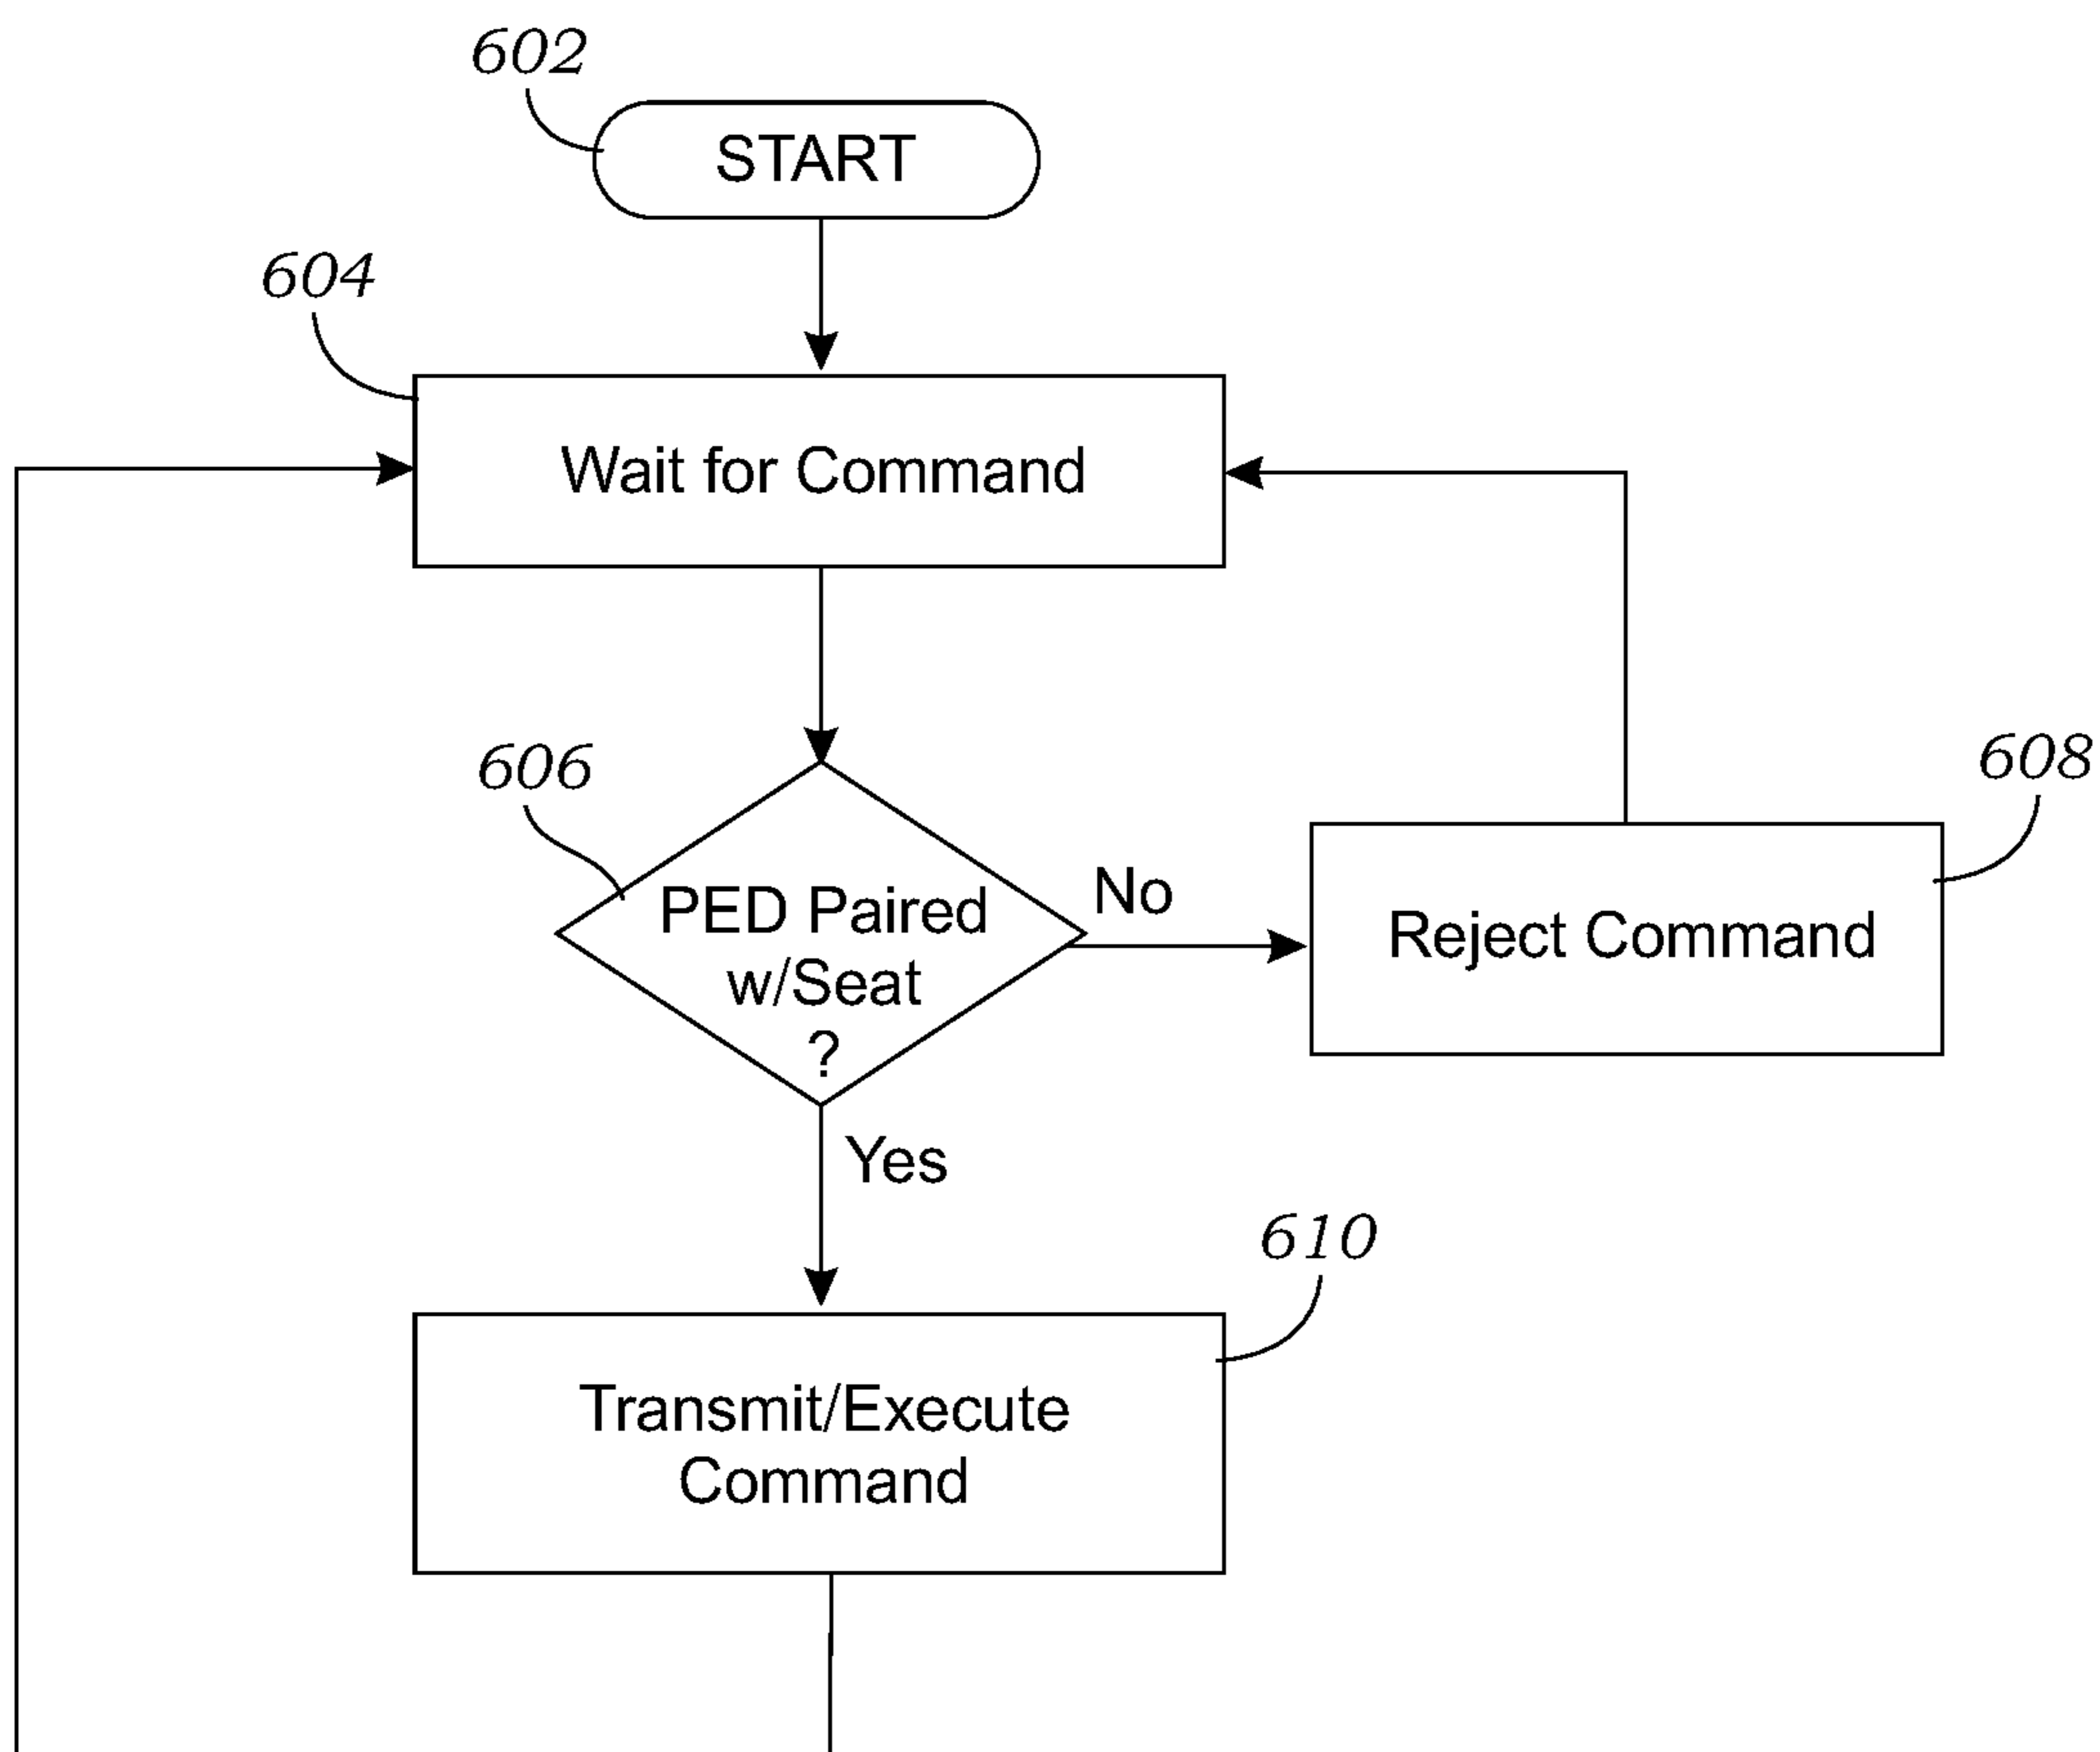 602
START
604
Wait for Command
606
608
PED Paired
w/Seat
?
No
Reject Command
Yes
610
Transmit/Execute
Command